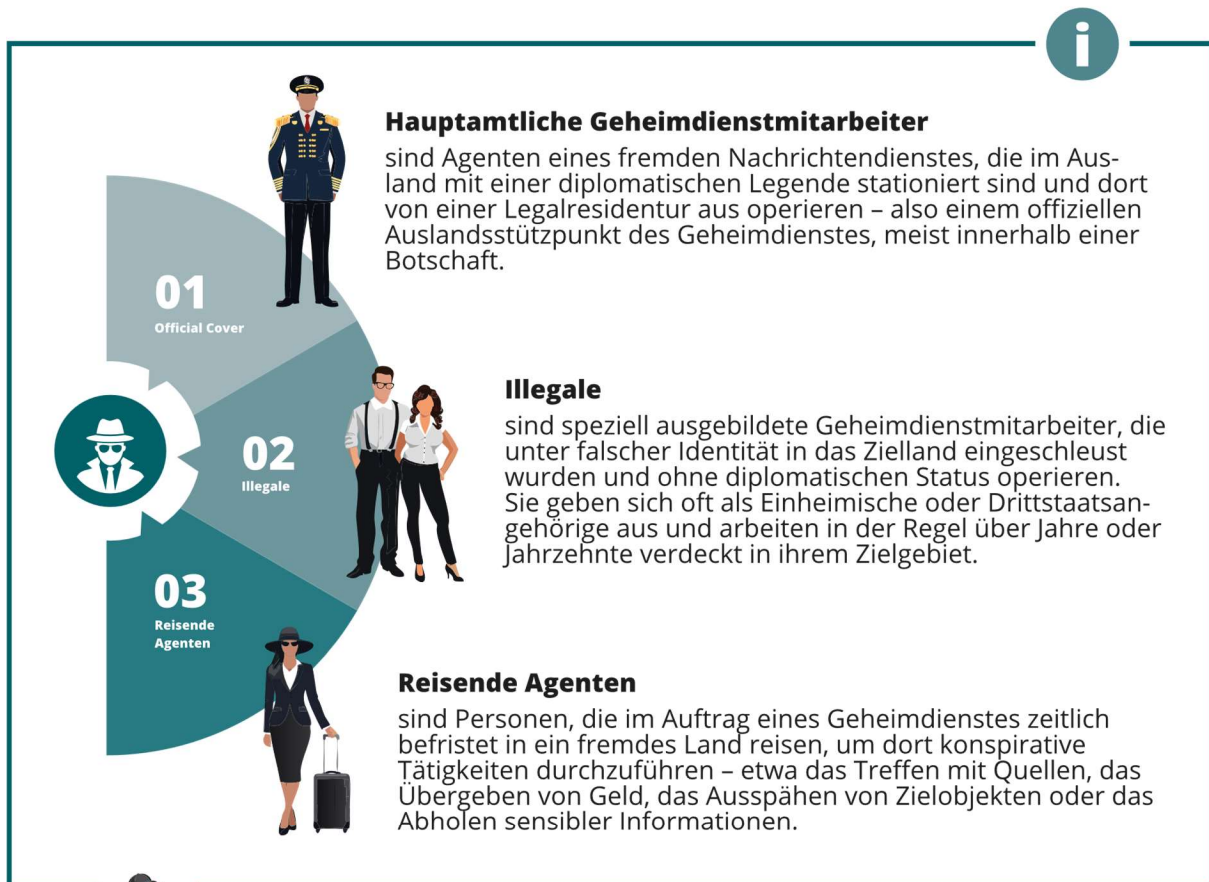 i
Hauptamtliche Geheimdienstmitarbeiter
sind Agenten eines fremden Nachrichtendienstes, die im Aus-
land mit einer diplomatischen Legende stationiert sind und dort
von einer Legalresidentur aus operieren – also einem offiziellen
Auslandsstützpunkt des Geheimdienstes, meist innerhalb einer
Botschaft.
01
Official Cover
Illegale
sind speziell ausgebildete Geheimdienstmitarbeiter, die
unter falscher Identität in das Zielland eingeschleust
wurden und ohne diplomatischen Status operieren.
Sie geben sich oft als Einheimische oder Drittstaatsan-
gehörige aus und arbeiten in der Regel über Jahre oder
Jahrzehnte verdeckt in ihrem Zielgebiet.
02
Illegale
03
Reisende
Agenten
Reisende Agenten
sind Personen, die im Auftrag eines Geheimdienstes zeitlich
befristet in ein fremdes Land reisen, um dort konspirative
Tätigkeiten durchzuführen – etwa das Treffen mit Quellen, das
Übergeben von Geld, das Ausspähen von Zielobjekten oder das
Abholen sensibler Informationen.